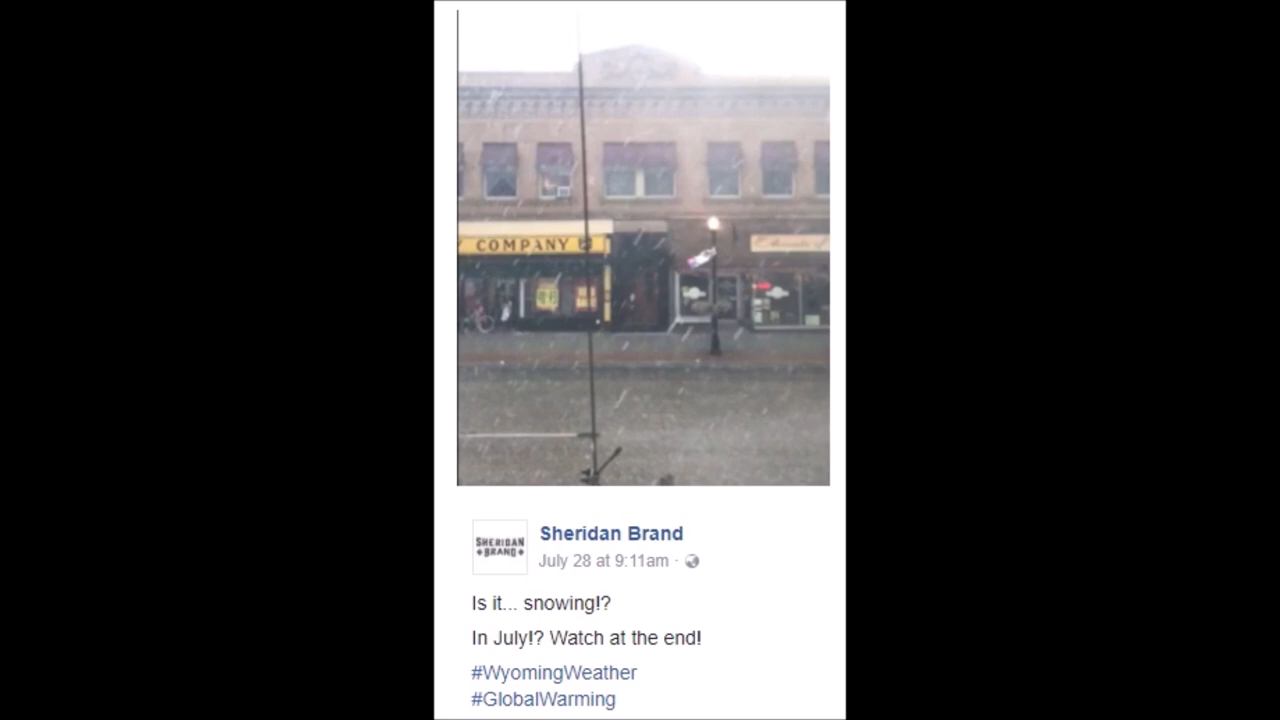 COMPANY
SHERIDAN
BRAND
Sheridan Brand
July 28 at 9:11am ·
Is it... snowing!?
In July!? Watch at the end!
#WyomingWeather
#GlobalWarming